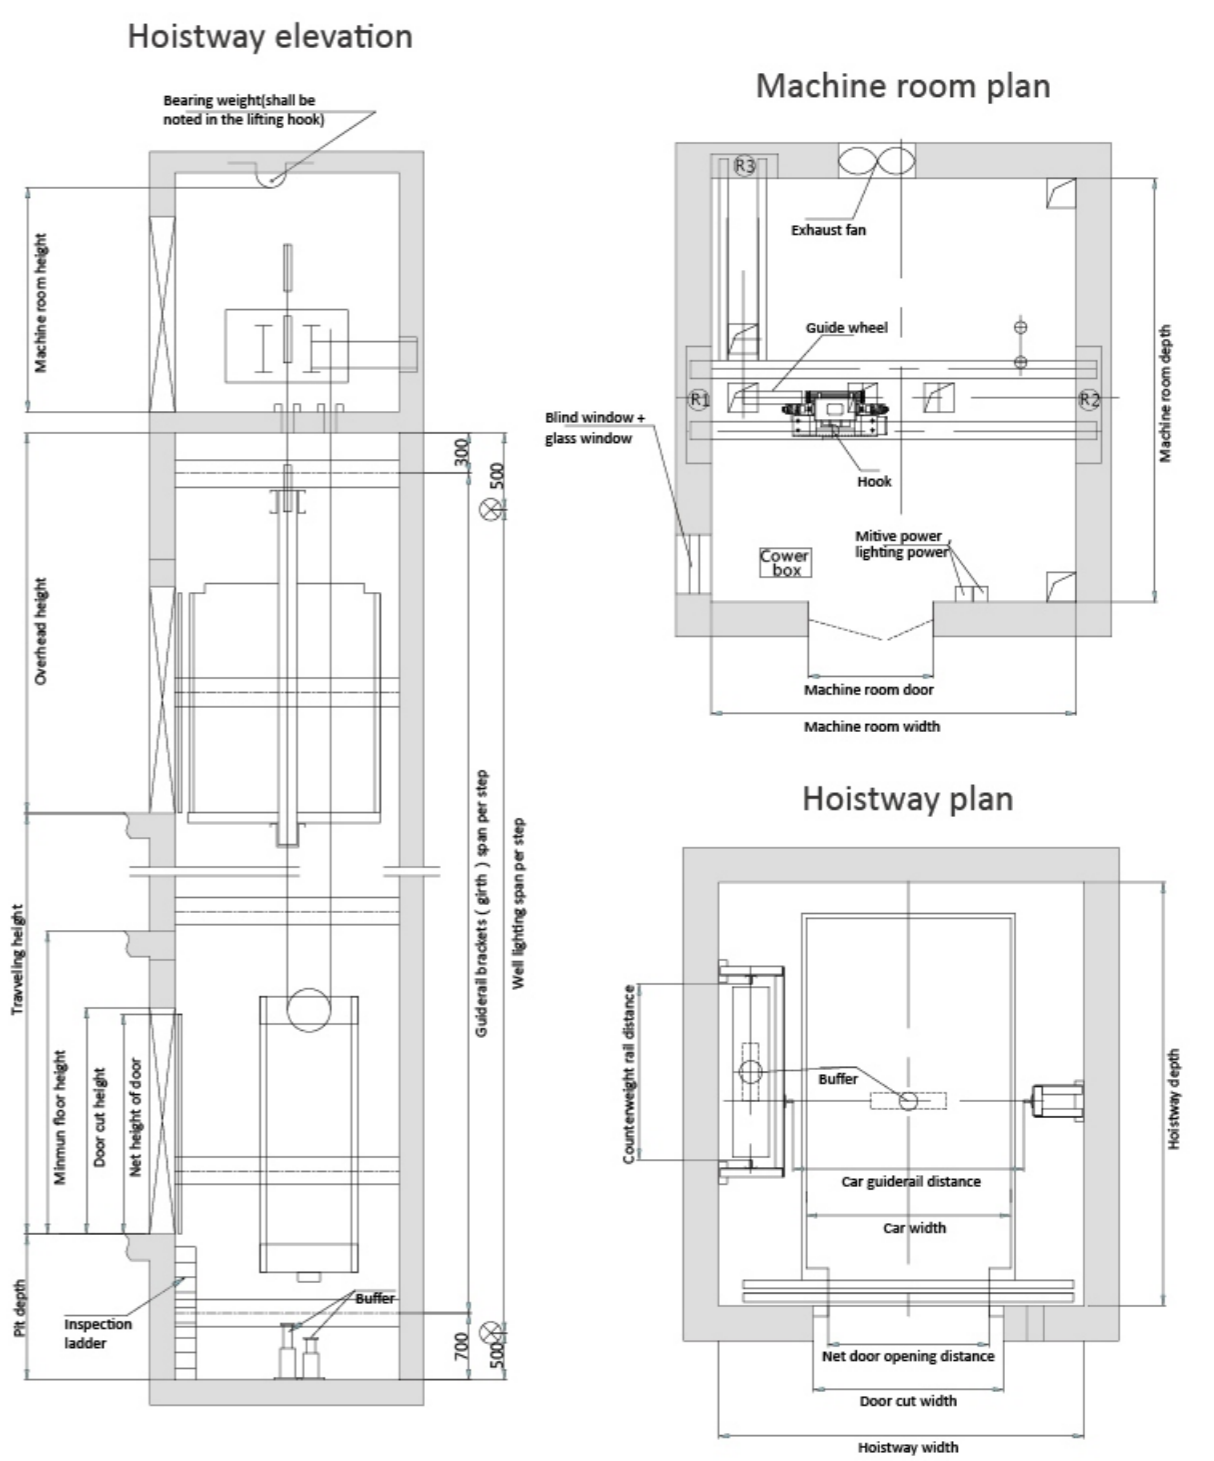 Hoistway elevation
Bearing weight(shall be
noted in the lifting hook)
Machine room height
Overhead height
Travveling height
Minmun floor height
Door cut height
Net height of door
Pit depth
Inspection
ladder
Buffer
300
500
Guiderail brackets ( girth ) span per step
Well lighting span per step
700
500
Machine room plan
R3
Exhaust fan
Guide wheel
R1
R2
Blind window +
glass window
Hook
Mitive power
lighting power
Cower
box
Machine room depth
Machine room door
Machine room width
Hoistway plan
Counterweight rail distance
Buffer
Car guiderail distance
Car width
Hoistway depth
Net door opening distance
Door cut width
Hoistway width